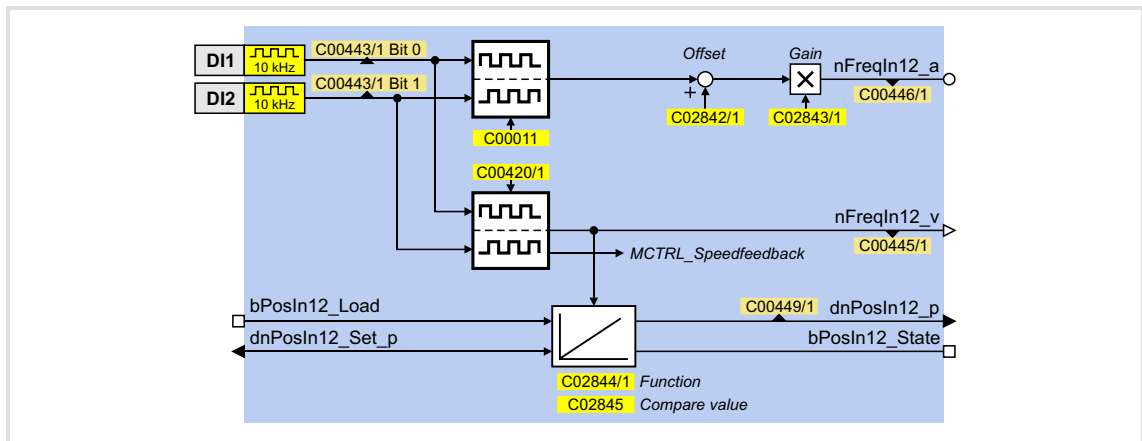 DI1
10 kHz
C00443/1 Bit 0
DI2
10 kHz
C00443/1 Bit 1
C00011
Offset
+
C02842/1
Gain
C02843/1
nFreqIn12_a
C00446/1
C00420/1
nFreqIn12_v
C00445/1
MCTRL_Speedfeedback
bPosIn12_Load
dnPosIn12_Set_p
C00449/1
dnPosIn12_p
bPosIn12_State
C02844/1 Function
C02845 Compare value